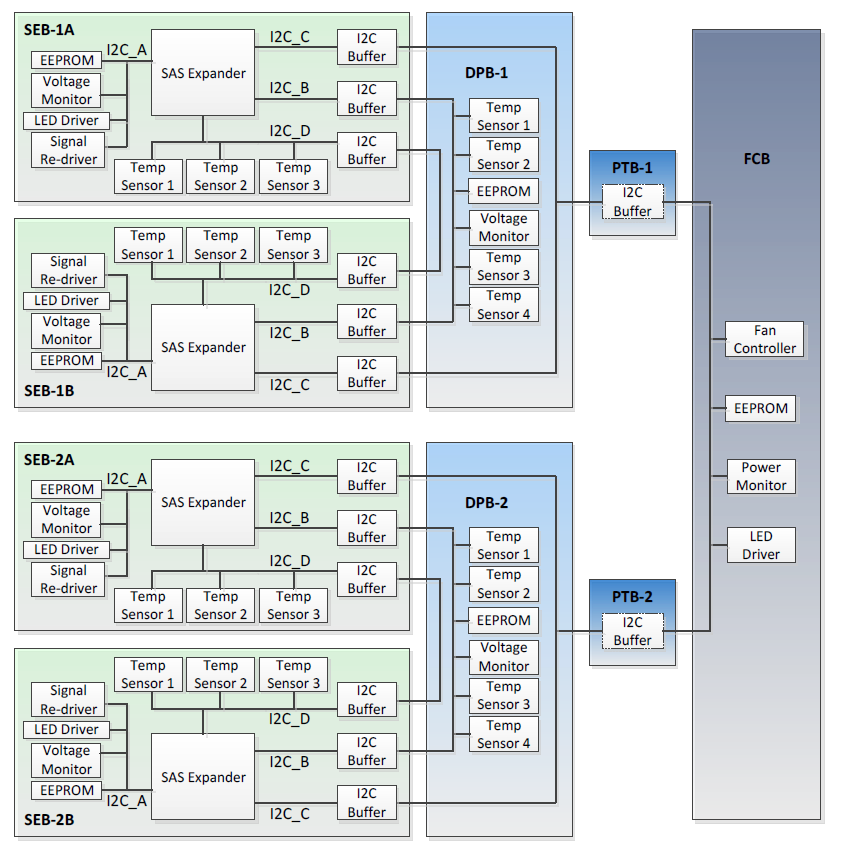 SEB-1A
I2C_A
EEPROM
Voltage
Monitor
LED Driver
Signal
Re-driver
SAS Expander
I2C_C
I2C_B
I2C_D
I2C
Buffer
I2C
Buffer
I2C
Buffer
Temp
Sensor 1
Temp
Sensor 2
Temp
Sensor 3
SEB-1B
Temp
Sensor 1
Temp
Sensor 2
Temp
Sensor 3
Signal
Re-driver
LED Driver
Voltage
Monitor
EEPROM
I2C_A
SAS Expander
I2C_D
I2C_B
I2C_C
I2C
Buffer
I2C
Buffer
I2C
Buffer
DPB-1
Temp
Sensor 1
Temp
Sensor 2
EEPROM
Voltage
Monitor
Temp
Sensor 3
Temp
Sensor 4
PTB-1
I2C
Buffer
FCB
Fan
Controller
EEPROM
Power
Monitor
LED
Driver
SEB-2A
I2C_A
EEPROM
Voltage
Monitor
LED Driver
Signal
Re-driver
SAS Expander
I2C_C
I2C_B
I2C_D
I2C
Buffer
I2C
Buffer
I2C
Buffer
Temp
Sensor 1
Temp
Sensor 2
Temp
Sensor 3
Temp
Sensor 1
Temp
Sensor 2
Temp
Sensor 3
Signal
Re-driver
LED Driver
Voltage
Monitor
EEPROM
I2C_A
SEB-2B
SAS Expander
I2C_D
I2C_B
I2C_C
I2C
Buffer
I2C
Buffer
I2C
Buffer
DPB-2
Temp
Sensor 1
Temp
Sensor 2
EEPROM
Voltage
Monitor
Temp
Sensor 3
Temp
Sensor 4
PTB-2
I2C
Buffer